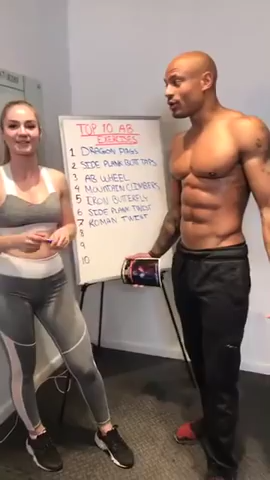 TOP 10 AB
EXERCISES
1 DRAGON FLAGS
2 SIDE PLANK BUTT TAPS
3 AB WHEEL
4 MOUNTAIN CLIMBERS
5 IRON BUTTERFLY
6 SIDE PLANK TWIST
7 ROMAN TWIST
8
9
10